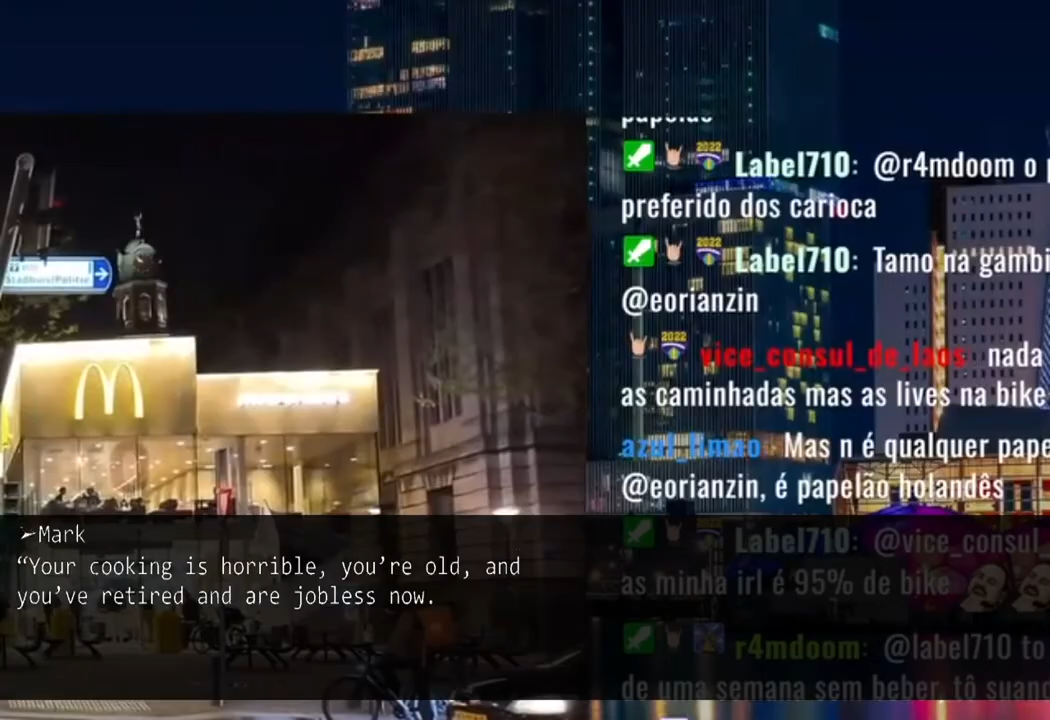 Label710: @r4mdoom o p
preferido dos carioca
Label710: Tamo na gambi
@eorianzin
vice_consul_de_laos nada
as caminhadas mas as lives na bike
azul_limao Mas n é qualquer pape
@eorianzin, é papelão holandês
Label710: @vice_consul_
as minha irl é 95% de bike
r4mdoom: @label710 to
de uma semana sem beber, tô suand
➢Mark
“Your cooking is horrible, you’re old, and
you’ve retired and are jobless now.